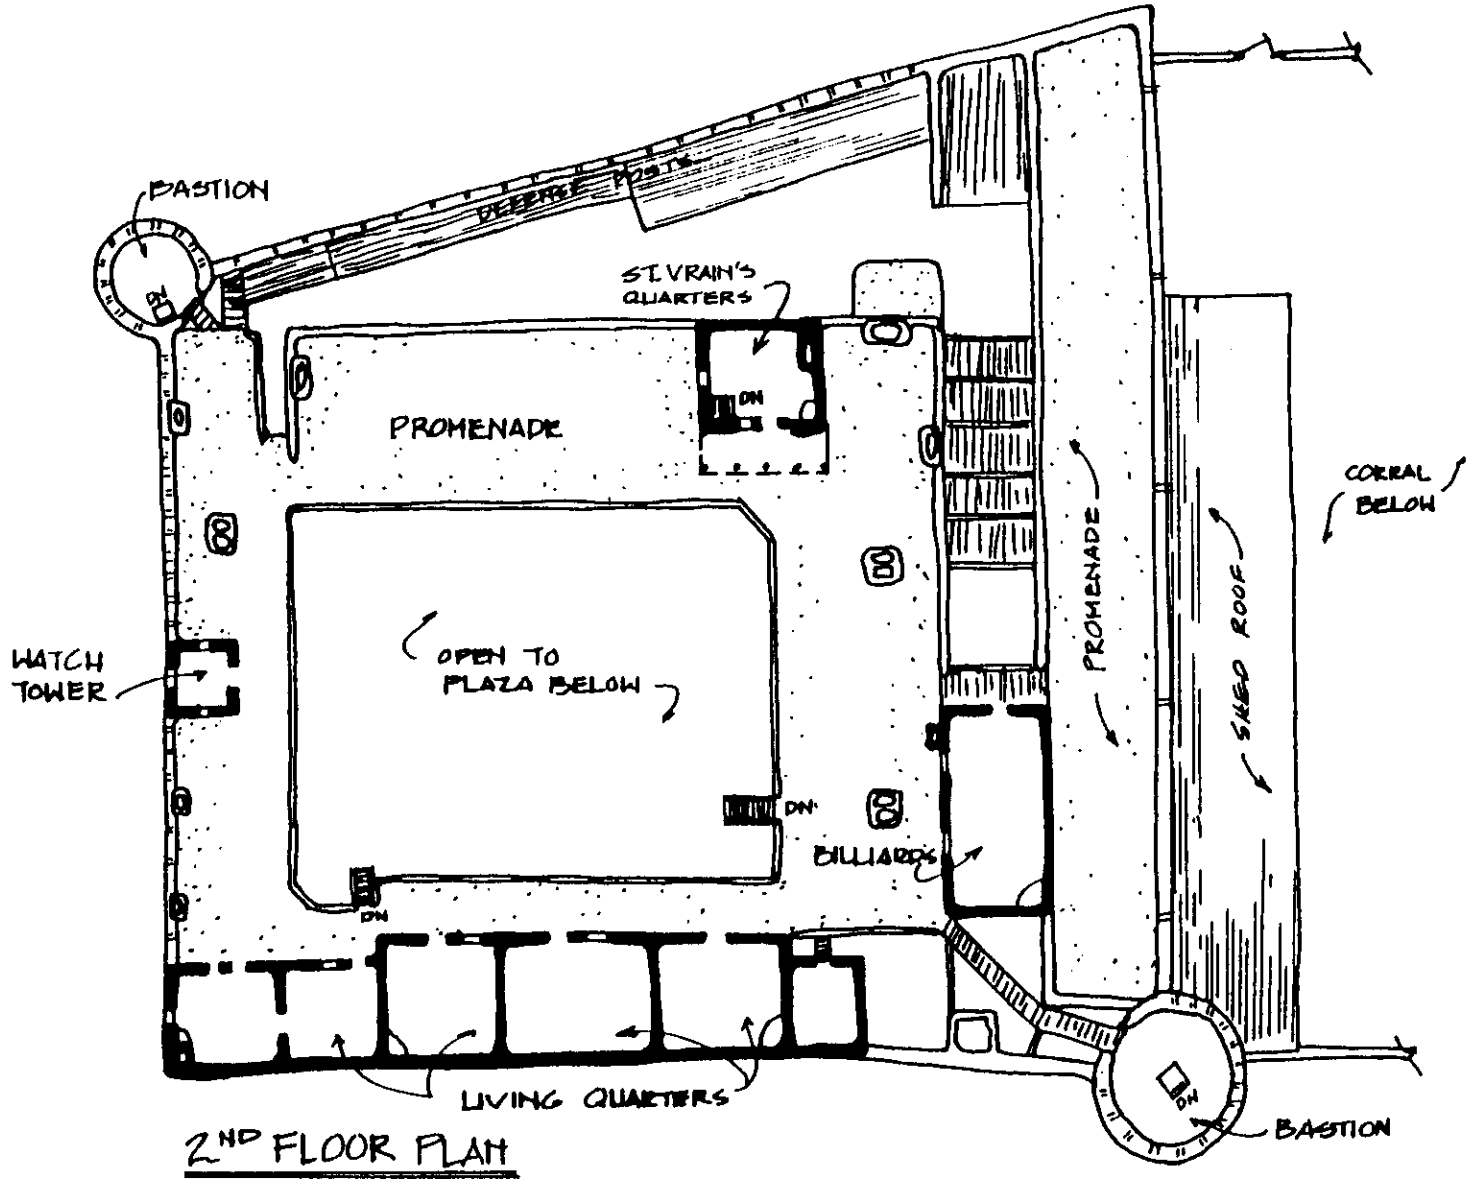 BASTION
DEFENSE POSTS
ST. VRAIN'S
QUARTERS
DN
DN
PROMENADE
CORRAL
BELOW
PROMENADE
SHED ROOF
WATCH
TOWER
OPEN TO
PLAZA BELOW
DN.
BILLIARDS
DN
LIVING QUARTERS
DN
BASTION
2ND FLOOR PLAN